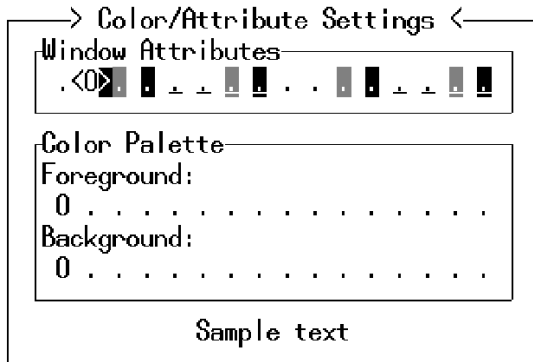 > Color/Attribute Settings <
Window Attributes
. <0> . . . . . . . . . . . . . .
Color Palette
Foreground:
0 . . . . . . . . . . . . . . .
Background:
0 . . . . . . . . . . . . . . .
Sample text